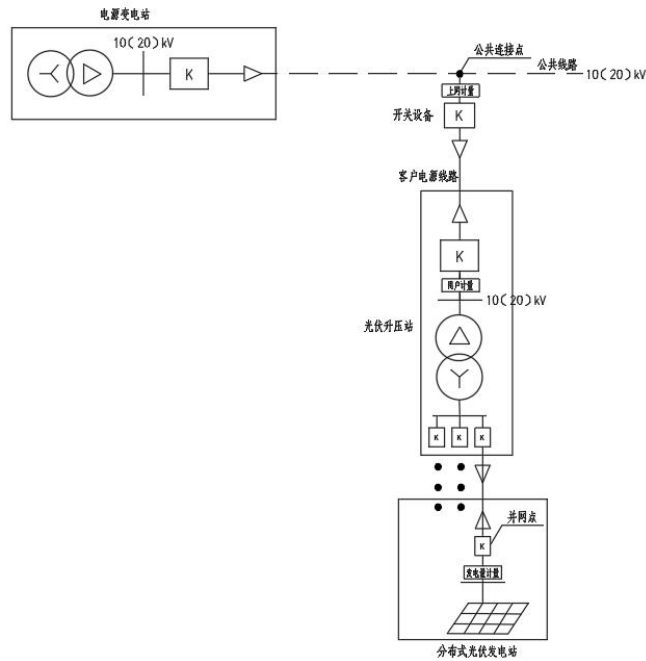 电源变电站
10(20)kV
K
公共连接点
公共线路
10(20)kV
上网计量
开关设备
K
客户电源线路
K
用户计量
10(20)kV
光伏升压站
K K K
并网点
K
发电量计量
分布式光伏发电站